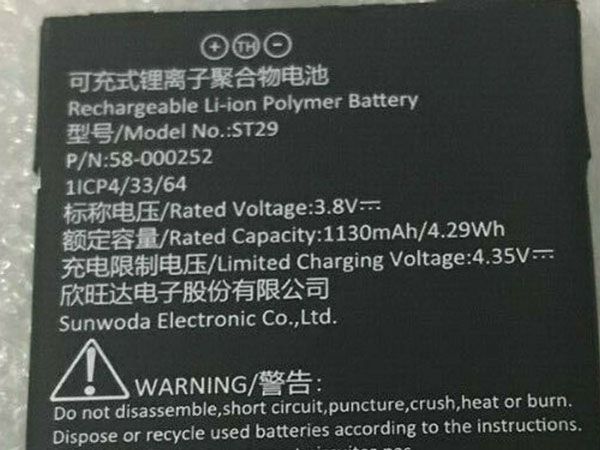 + TH -
可充式锂离子聚合物电池
Rechargeable Li-ion Polymer Battery
型号/Model No.:ST29
P/N:58-000252
1ICP4/33/64
标称电压/Rated Voltage:3.8V⎓
额定容量/Rated Capacity:1130mAh/4.29Wh
充电限制电压/Limited Charging Voltage:4.35V⎓
欣旺达电子股份有限公司
Sunwoda Electronic Co.,Ltd.
WARNING/警告:
Do not disassemble,short circuit,puncture,crush,heat or burn.
Dispose or recycle used batteries according to the instructions.